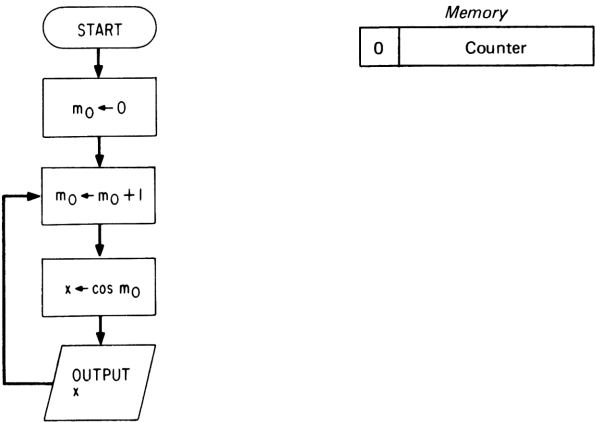 START
m₀ ← 0
m₀ ← m₀ + 1
x ← cos m₀
OUTPUT
x
Memory
0 Counter